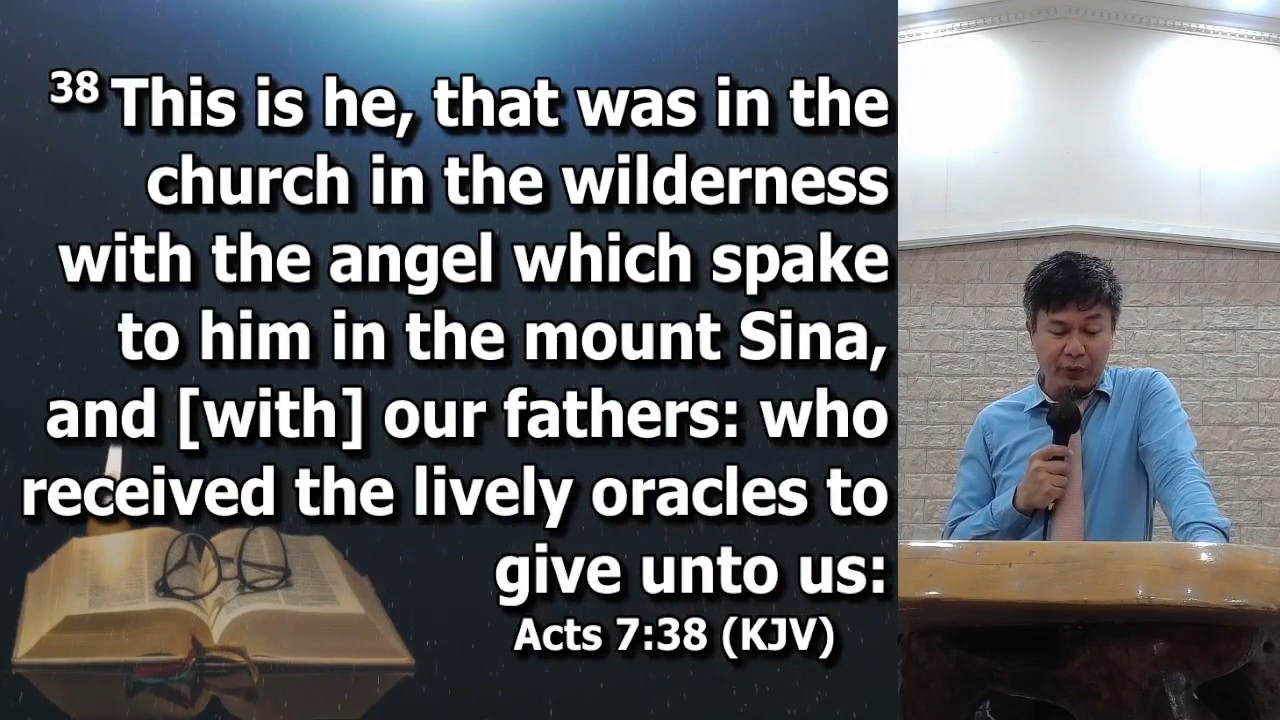 38 This is he, that was in the
church in the wilderness
with the angel which spake
to him in the mount Sina,
and [with] our fathers: who
received the lively oracles to
give unto us:
Acts 7:38 (KJV)